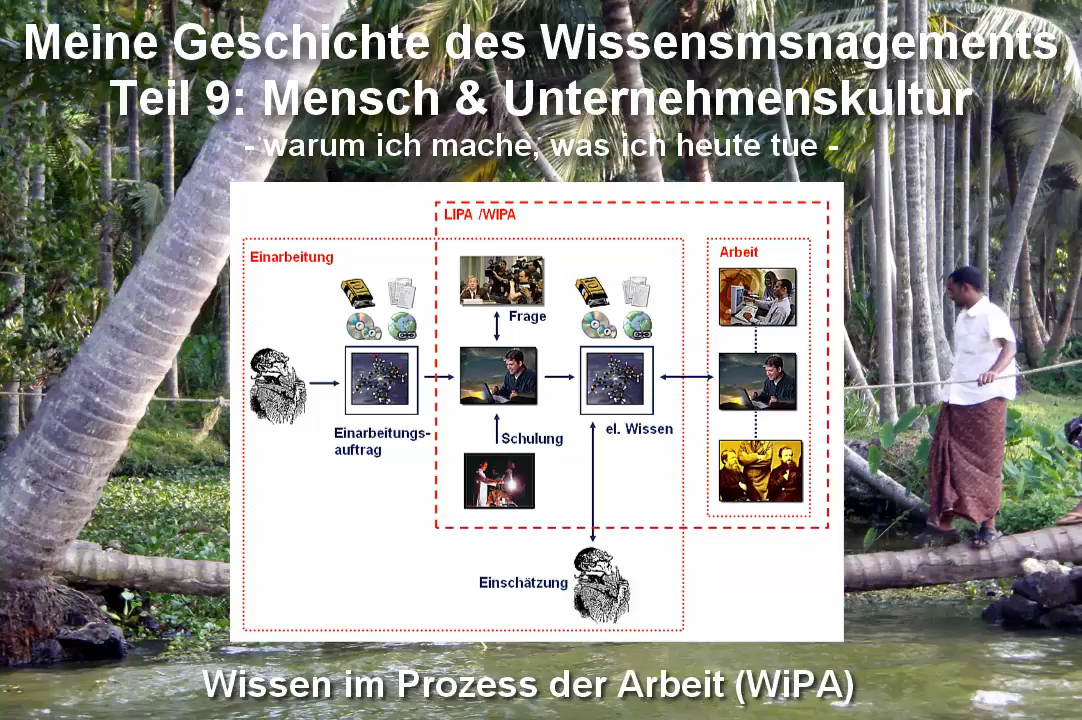 Meine Geschichte des Wissensmsnagements
Teil 9: Mensch & Unternehmenskultur
- warum ich mache, was ich heute tue -
LIPA /WIPA
Einarbeitung
Arbeit
Frage
Einarbeitungs-
auftrag
Schulung
el. Wissen
Einschätzung
Wissen im Prozess der Arbeit (WiPA)